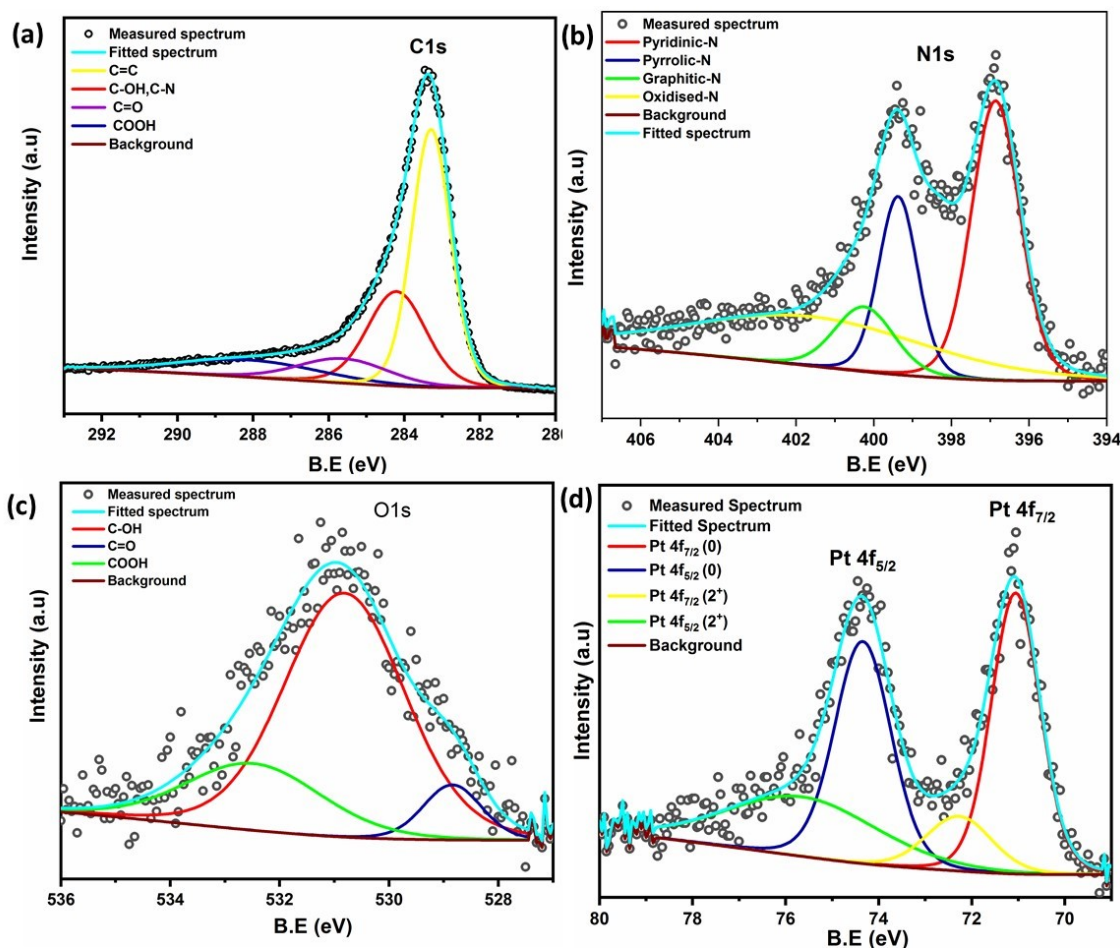 (a)
Measured spectrum
Fitted spectrum
C=C
C-OH,C-N
C=O
COOH
Background
C1s
Intensity (a.u)
292 290 288 286 284 282 280
B.E (eV)
(b)
Measured spectrum
Pyridinic-N
Pyrrolic-N
Graphitic-N
Oxidised-N
Background
Fitted spectrum
N1s
Intensity (a.u)
406 404 402 400 398 396 394
B.E (eV)
(c)
Measured spectrum
Fitted spectrum
C-OH
C=O
COOH
Background
O1s
Intensity (a.u)
536 534 532 530 528
B.E (eV)
(d)
Measured Spectrum
Fitted Spectrum
Pt 4f7/2 (0)
Pt 4f5/2 (0)
Pt 4f7/2 (2+)
Pt 4f5/2 (2+)
Background
Pt 4f5/2
Pt 4f7/2
Intensity (a.u)
80 78 76 74 72 70
B.E (eV)